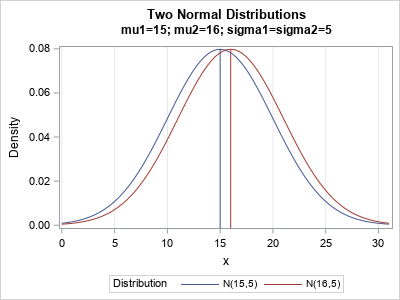 Two Normal Distributions
mu1=15; mu2=16; sigma1=sigma2=5
0.08
0.06
0.04
0.02
0.00
Density
0 5 10 15 20 25 30
x
Distribution N(15,5) N(16,5)